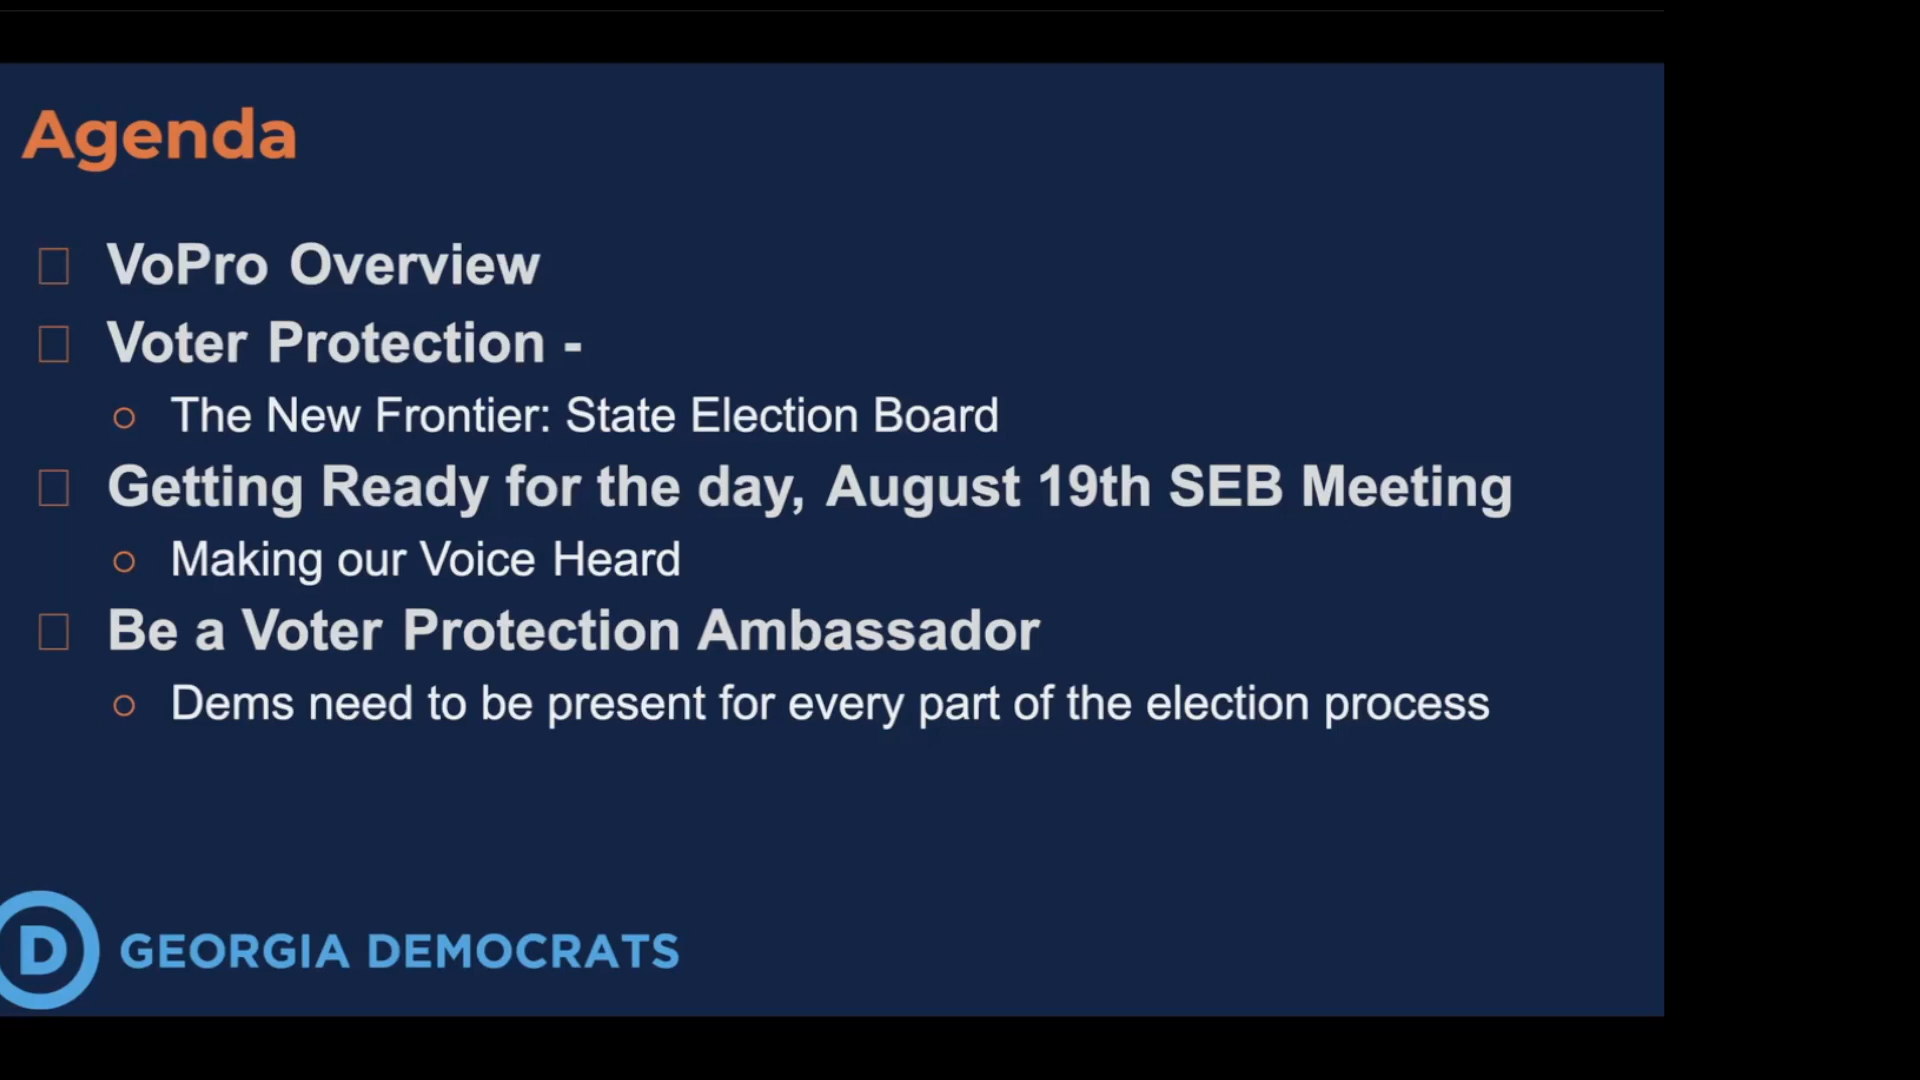 Agenda
VoPro Overview
Voter Protection -
The New Frontier: State Election Board
Getting Ready for the day, August 19th SEB Meeting
Making our Voice Heard
Be a Voter Protection Ambassador
Dems need to be present for every part of the election process
D GEORGIA DEMOCRATS